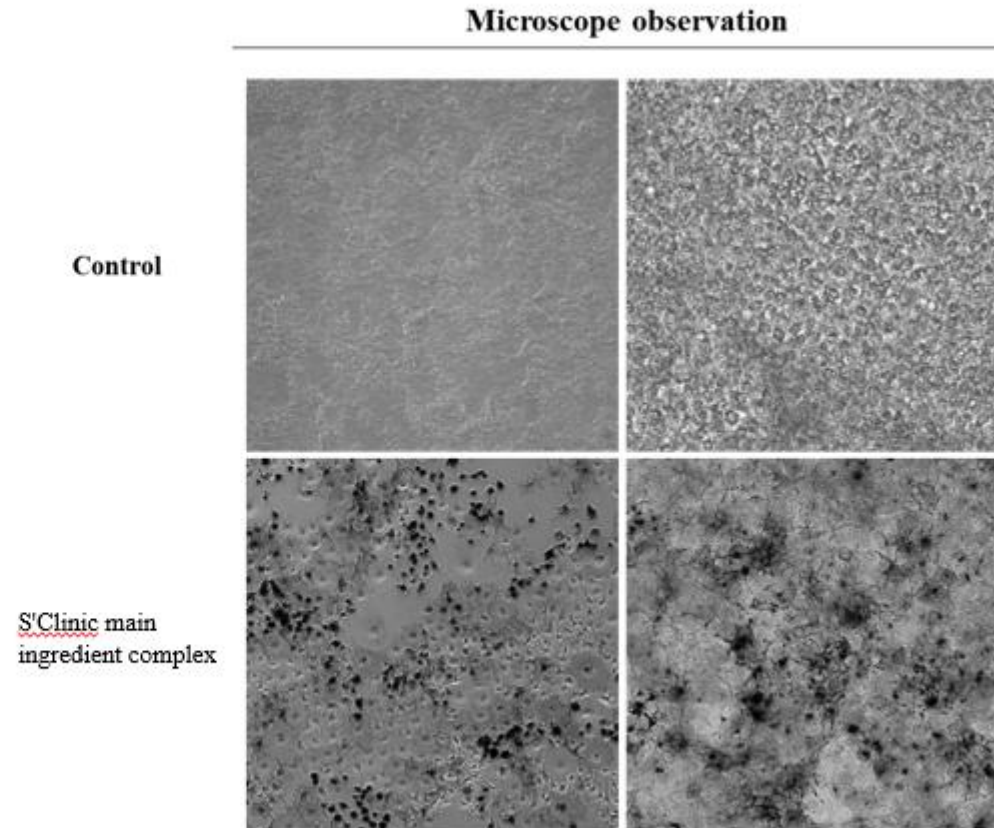 Microscope observation
Control
S'Clinic main
ingredient complex